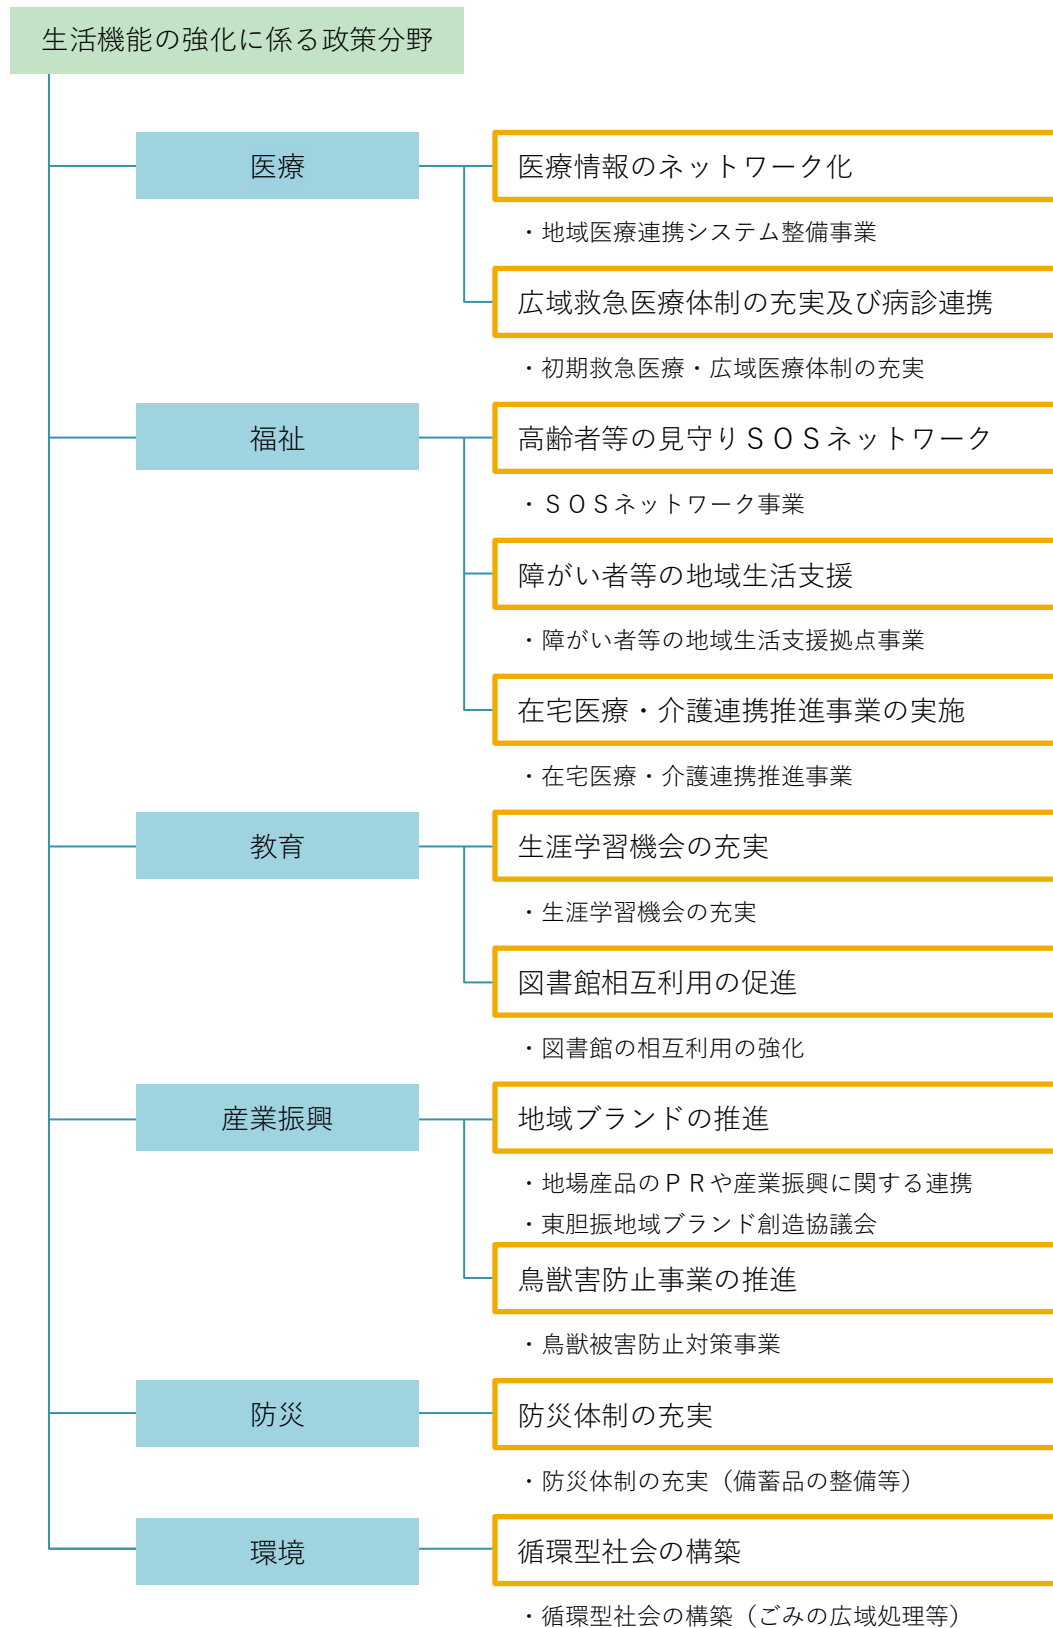 生活機能の強化に係る政策分野
医療
医療情報のネットワーク化
・地域医療連携システム整備事業
広域救急医療体制の充実及び病診連携
・初期救急医療・広域医療体制の充実
福祉
高齢者等の見守りＳＯＳネットワーク
・ＳＯＳネットワーク事業
障がい者等の地域生活支援
・障がい者等の地域生活支援拠点事業
在宅医療・介護連携推進事業の実施
・在宅医療・介護連携推進事業
教育
生涯学習機会の充実
・生涯学習機会の充実
図書館相互利用の促進
・図書館の相互利用の強化
産業振興
地域ブランドの推進
・地場産品のＰＲや産業振興に関する連携
・東胆振地域ブランド創造協議会
鳥獣害防止事業の推進
・鳥獣被害防止対策事業
防災
防災体制の充実
・防災体制の充実（備蓄品の整備等）
環境
循環型社会の構築
・循環型社会の構築（ごみの広域処理等）